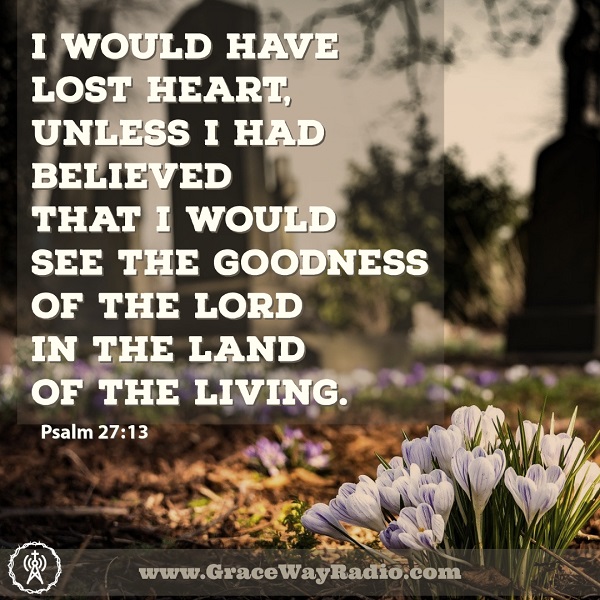 I WOULD HAVE
LOST HEART,
UNLESS I HAD
BELIEVED
THAT I WOULD
SEE THE GOODNESS
OF THE LORD
IN THE LAND
OF THE LIVING.
Psalm 27:13
www.GraceWayRadio.com